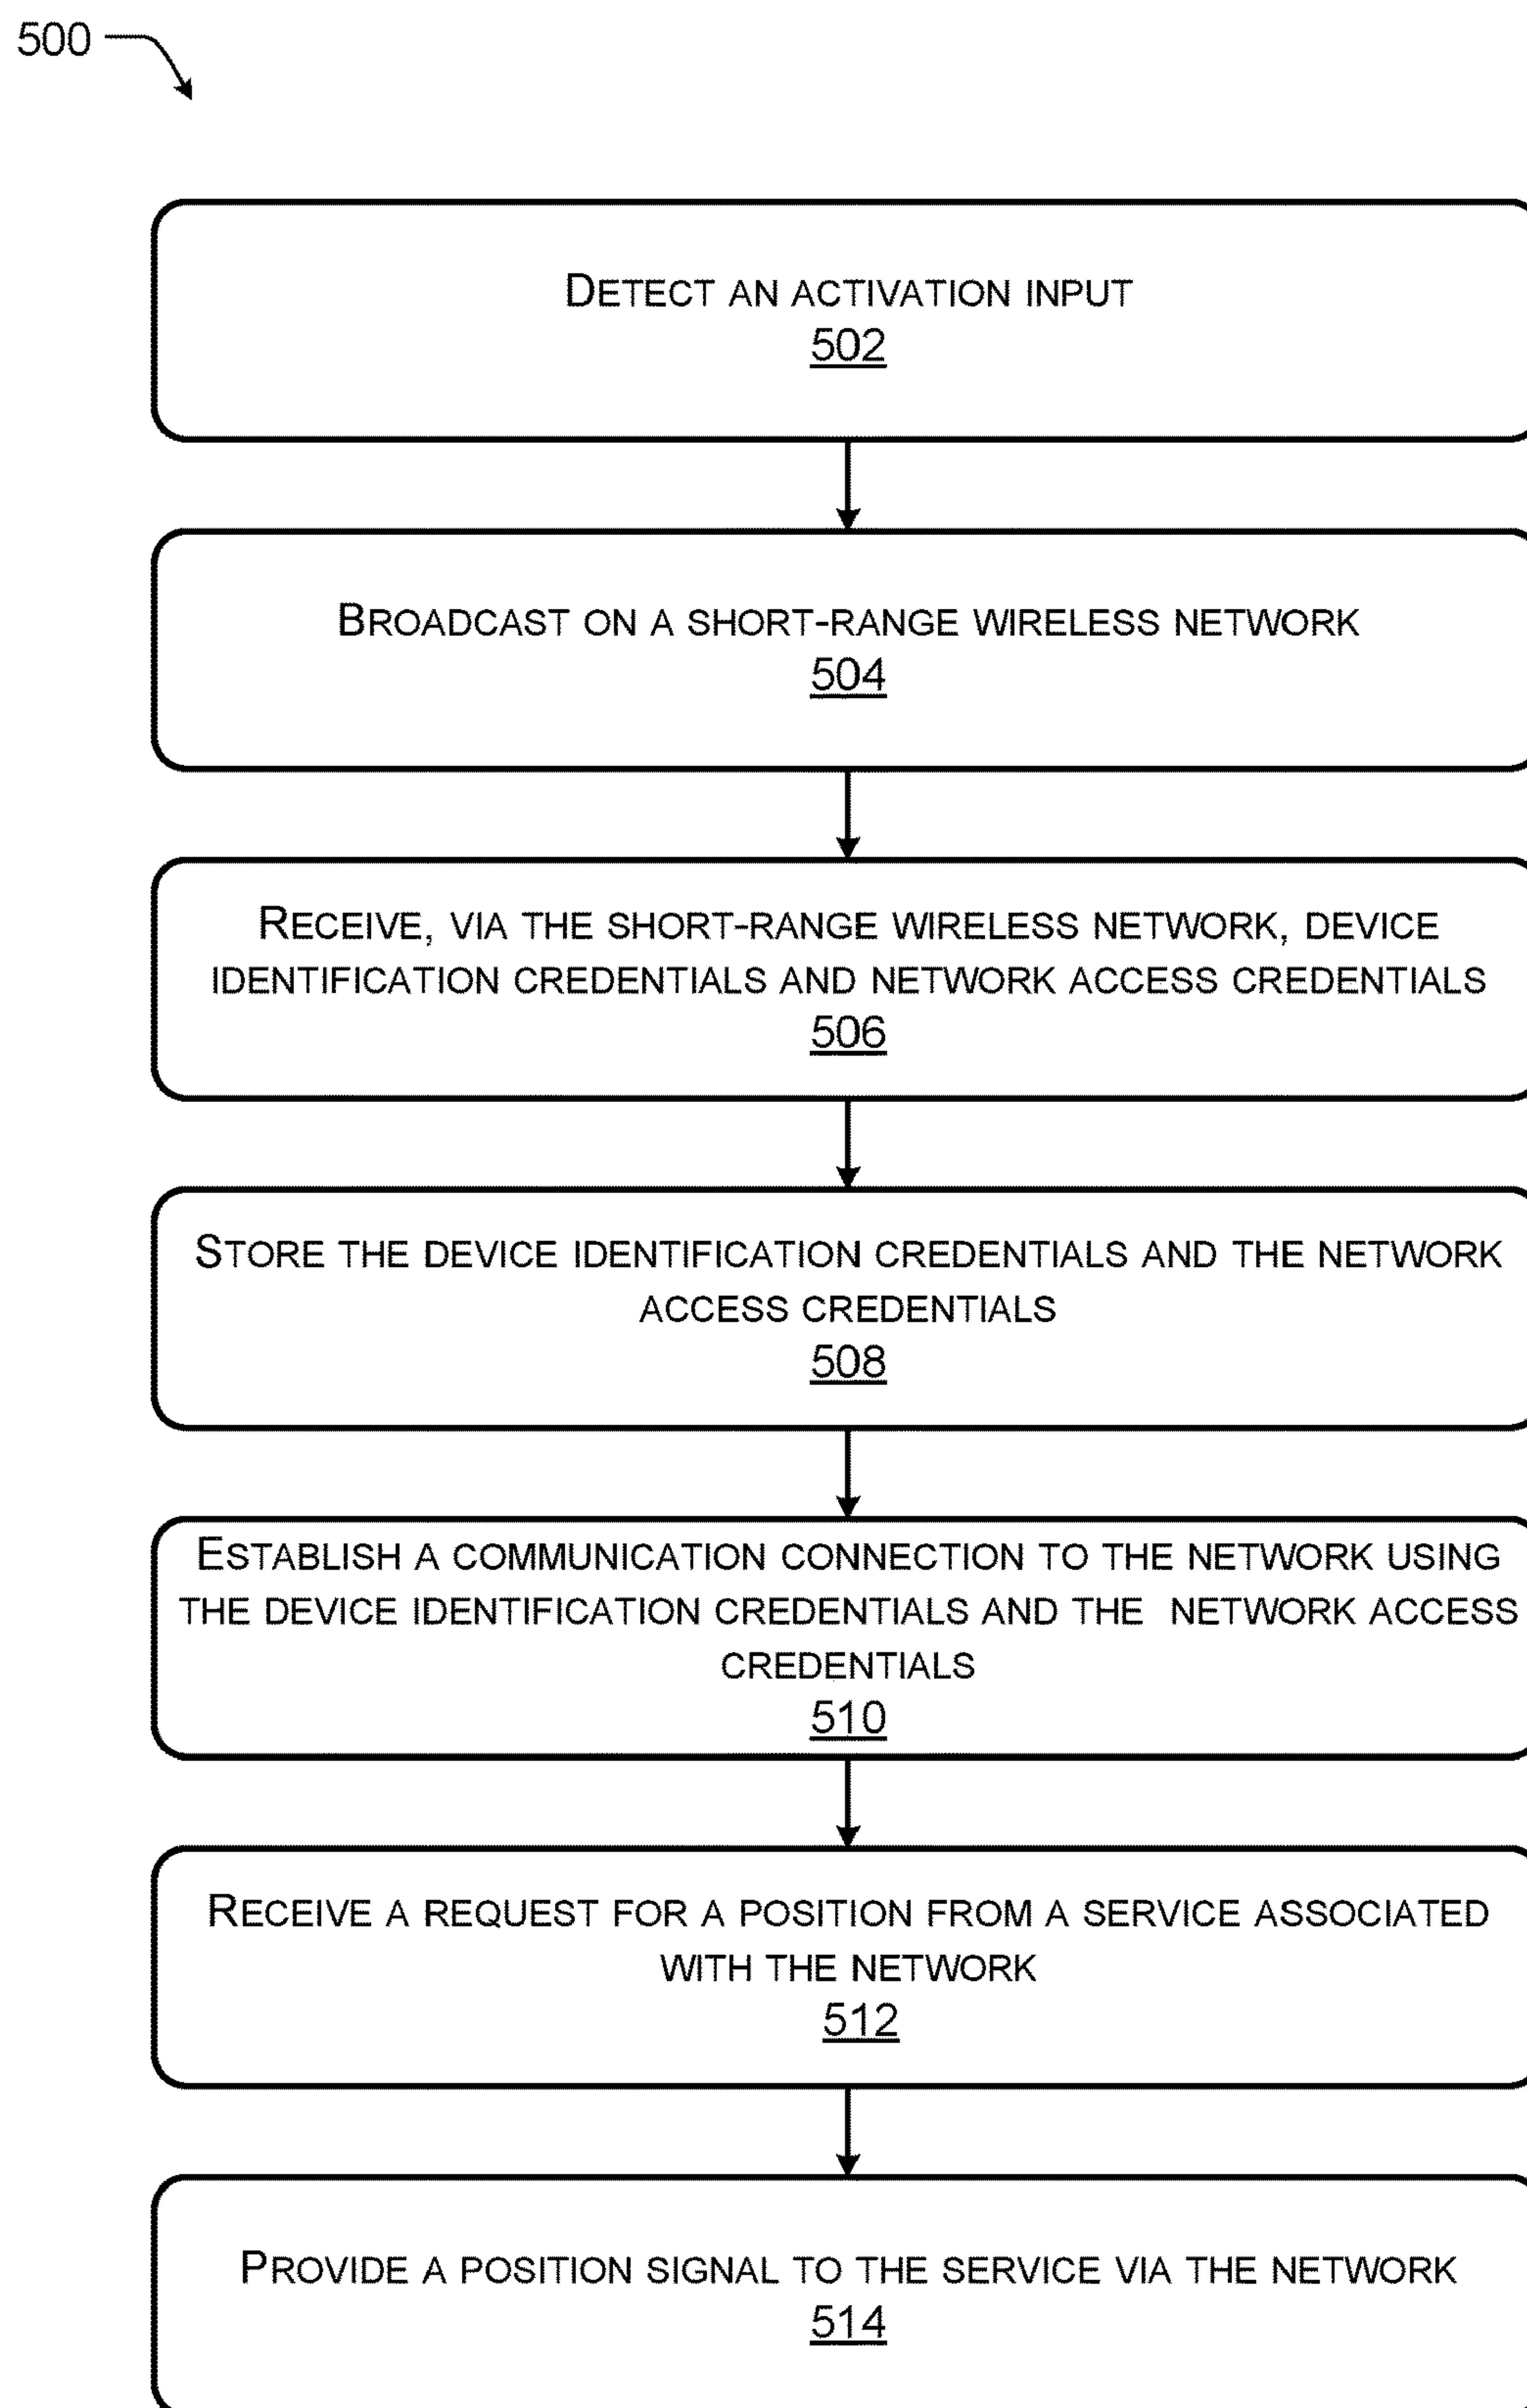 500
DETECT AN ACTIVATION INPUT
502
BROADCAST ON A SHORT-RANGE WIRELESS NETWORK
504
RECEIVE, VIA THE SHORT-RANGE WIRELESS NETWORK, DEVICE
IDENTIFICATION CREDENTIALS AND NETWORK ACCESS CREDENTIALS
506
STORE THE DEVICE IDENTIFICATION CREDENTIALS AND THE NETWORK
ACCESS CREDENTIALS
508
ESTABLISH A COMMUNICATION CONNECTION TO THE NETWORK USING
THE DEVICE IDENTIFICATION CREDENTIALS AND THE NETWORK ACCESS
CREDENTIALS
510
RECEIVE A REQUEST FOR A POSITION FROM A SERVICE ASSOCIATED
WITH THE NETWORK
512
PROVIDE A POSITION SIGNAL TO THE SERVICE VIA THE NETWORK
514